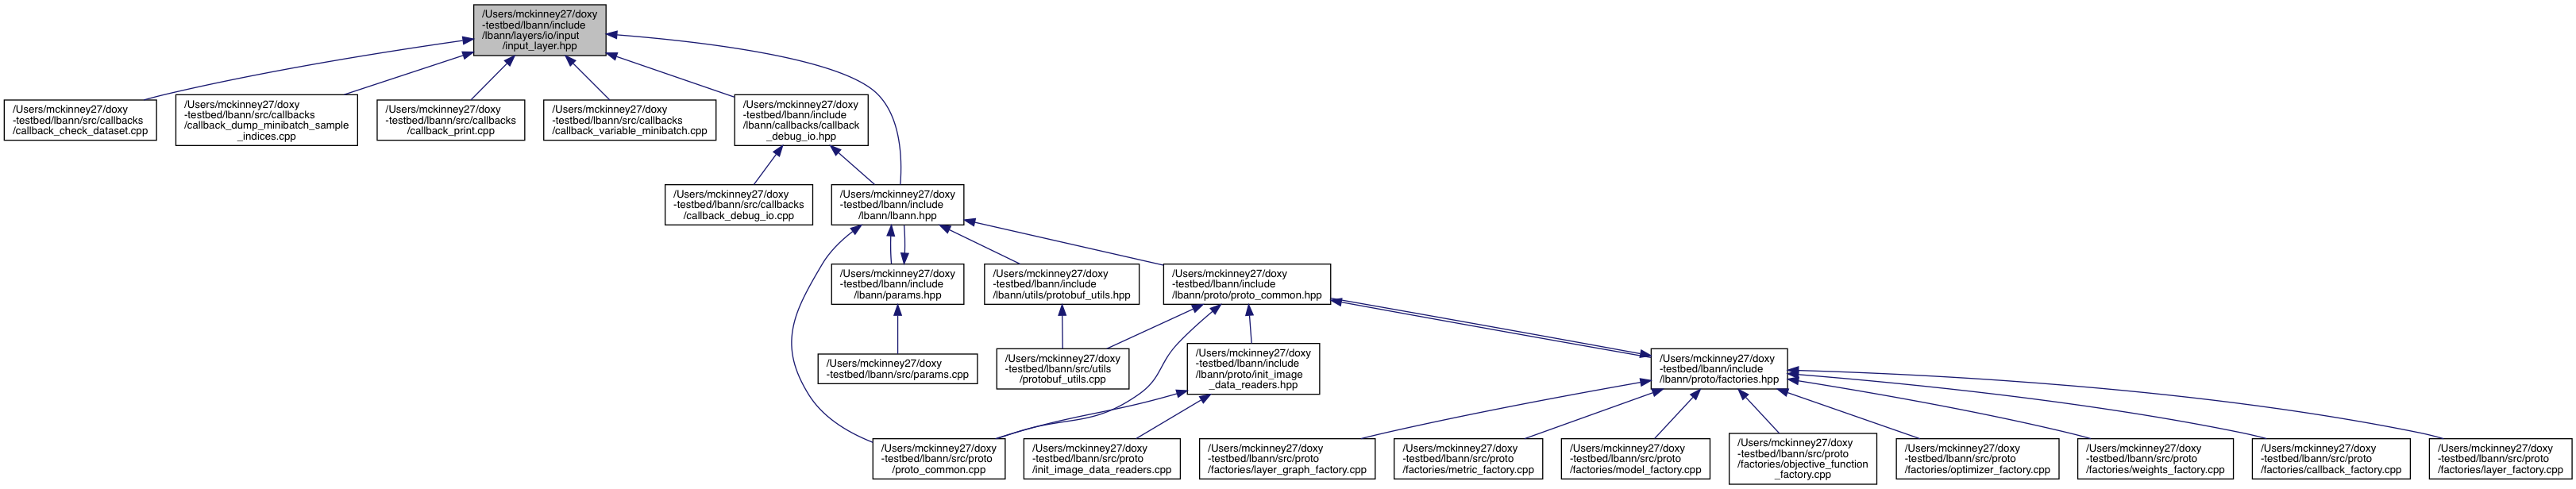 /Users/mckinney27/doxy
-testbed/lbann/include
/lbann/layers/io/input
/input_layer.hpp
/Users/mckinney27/doxy
-testbed/lbann/src/callbacks
/callback_check_dataset.cpp
/Users/mckinney27/doxy
-testbed/lbann/src/callbacks
/callback_dump_minibatch_sample
_indices.cpp
/Users/mckinney27/doxy
-testbed/lbann/src/callbacks
/callback_print.cpp
/Users/mckinney27/doxy
-testbed/lbann/src/callbacks
/callback_variable_minibatch.cpp
/Users/mckinney27/doxy
-testbed/lbann/include
/lbann/callbacks/callback
_debug_io.hpp
/Users/mckinney27/doxy
-testbed/lbann/src/callbacks
/callback_debug_io.cpp
/Users/mckinney27/doxy
-testbed/lbann/include
/lbann/lbann.hpp
/Users/mckinney27/doxy
-testbed/lbann/include
/lbann/params.hpp
/Users/mckinney27/doxy
-testbed/lbann/include
/lbann/utils/protobuf_utils.hpp
/Users/mckinney27/doxy
-testbed/lbann/include
/lbann/proto/proto_common.hpp
/Users/mckinney27/doxy
-testbed/lbann/src/params.cpp
/Users/mckinney27/doxy
-testbed/lbann/src/utils
/protobuf_utils.cpp
/Users/mckinney27/doxy
-testbed/lbann/include
/lbann/proto/init_image
_data_readers.hpp
/Users/mckinney27/doxy
-testbed/lbann/include
/lbann/proto/factories.hpp
/Users/mckinney27/doxy
-testbed/lbann/src/proto
/proto_common.cpp
/Users/mckinney27/doxy
-testbed/lbann/src/proto
/init_image_data_readers.cpp
/Users/mckinney27/doxy
-testbed/lbann/src/proto
/factories/layer_graph_factory.cpp
/Users/mckinney27/doxy
-testbed/lbann/src/proto
/factories/metric_factory.cpp
/Users/mckinney27/doxy
-testbed/lbann/src/proto
/factories/model_factory.cpp
/Users/mckinney27/doxy
-testbed/lbann/src/proto
/factories/objective_function
_factory.cpp
/Users/mckinney27/doxy
-testbed/lbann/src/proto
/factories/optimizer_factory.cpp
/Users/mckinney27/doxy
-testbed/lbann/src/proto
/factories/weights_factory.cpp
/Users/mckinney27/doxy
-testbed/lbann/src/proto
/factories/callback_factory.cpp
/Users/mckinney27/doxy
-testbed/lbann/src/proto
/factories/layer_factory.cpp